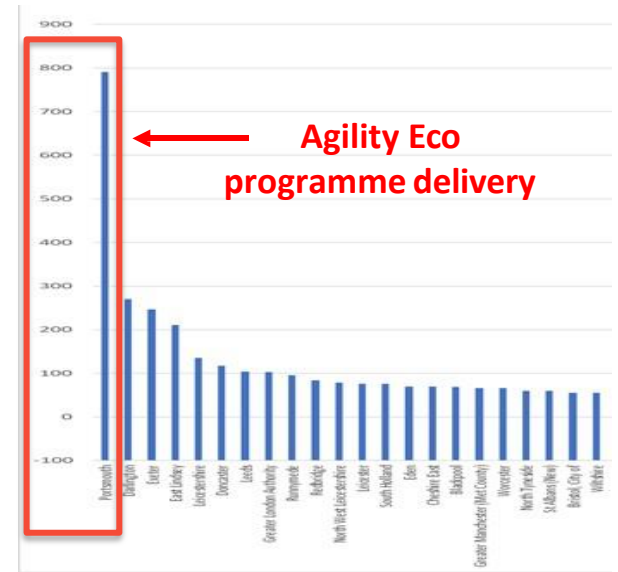 900
800
700
600
500
400
300
200
100
0
-100
Agility Eco
programme delivery
Portsmouth
Darlington
Exeter
East Lindsey
Leicestershire
Doncaster
Leeds
Greater London Authority
Runnymede
Redbridge
North West Leicestershire
Leicester
South Holland
Eden
Cheshire East
Blackpool
Greater Manchester (Met County)
Worcester
North Tyneside
St Albans (New)
Bristol, City of
Wiltshire